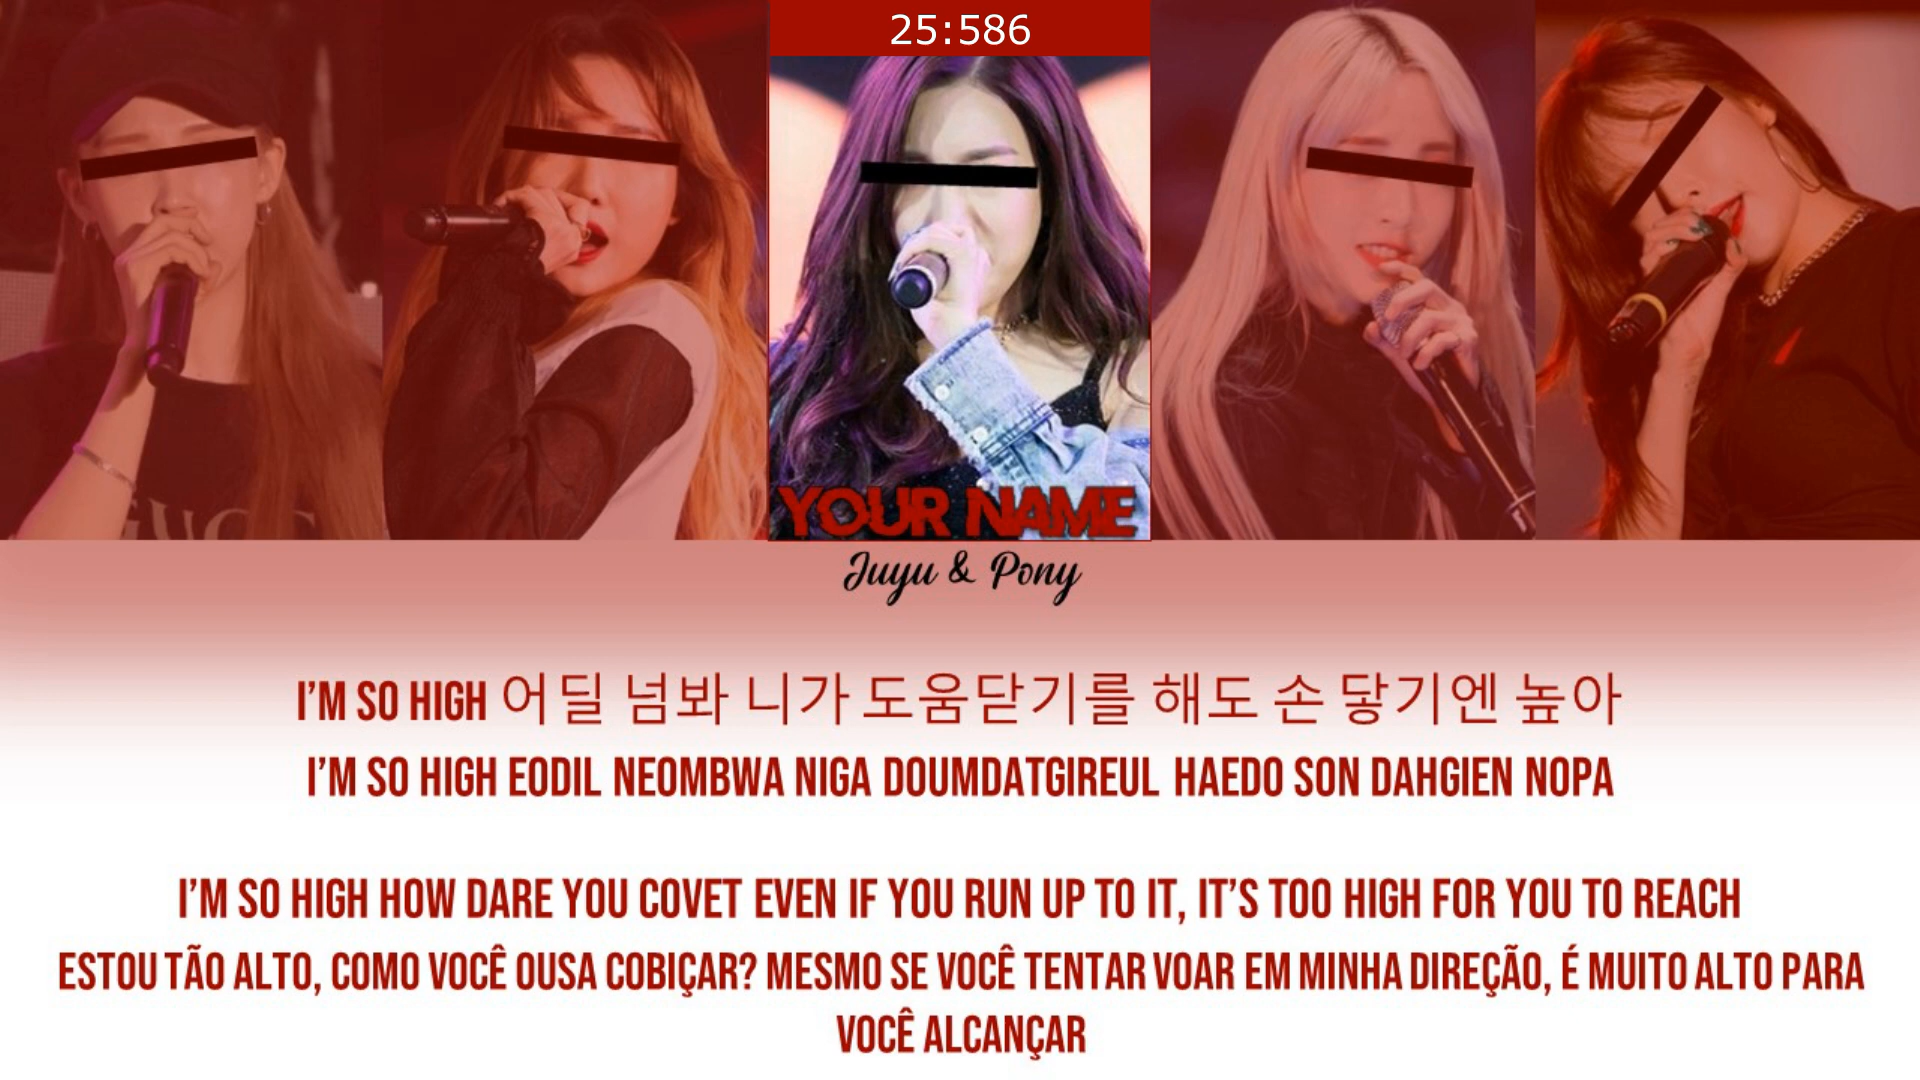 25:586
GUCC
YOUR NAME
Juyu & Pony
I'M SO HIGH 어딜 넘봐 니가 도움닫기를 해도 손 닿기엔 높아
I'M SO HIGH EODIL NEOMBWA NIGA DOUMDATGIREUL HAEDO SON DAHGIEN NOPA
I'M SO HIGH HOW DARE YOU COVET EVEN IF YOU RUN UP TO IT, IT'S TOO HIGH FOR YOU TO REACH
ESTOU TÃO ALTO, COMO VOCÊ OUSA COBIÇAR? MESMO SE VOCÊ TENTAR VOAR EM MINHA DIREÇÃO, É MUITO ALTO PARA
VOCÊ ALCANÇAR